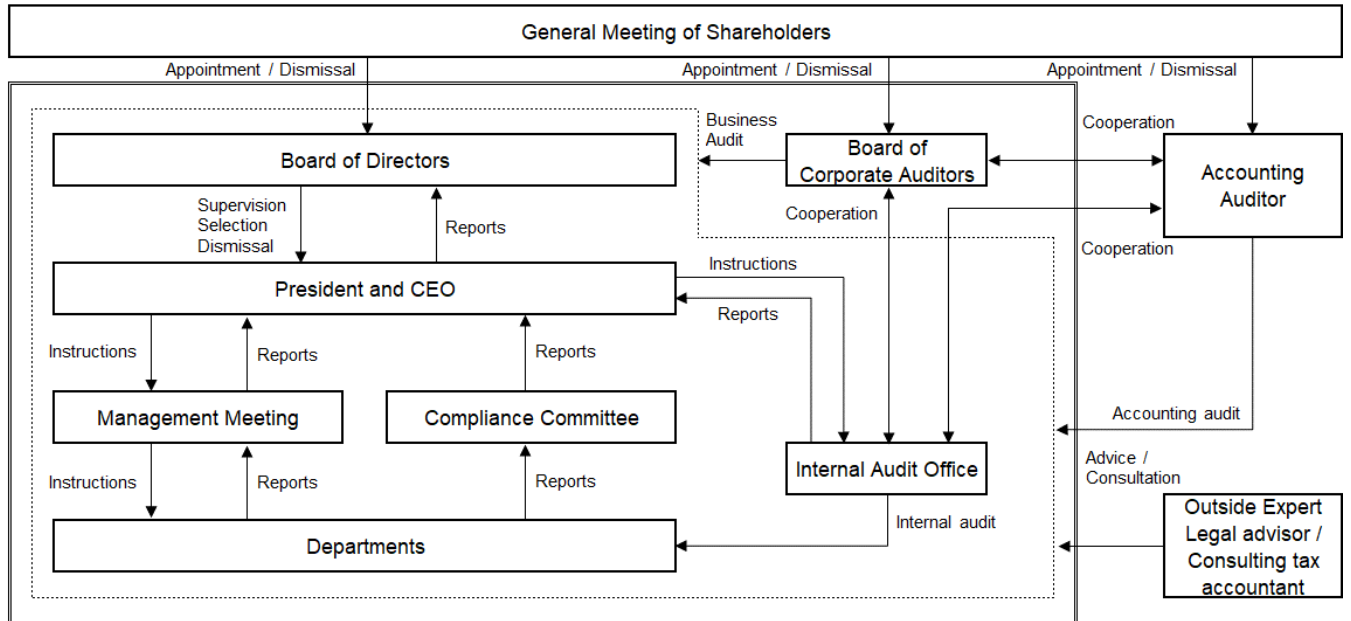 General Meeting of Shareholders
Appointment / Dismissal
Appointment / Dismissal
Appointment / Dismissal
Business
Audit
Cooperation
Board of Directors
Board of
Corporate Auditors
Accounting
Auditor
Supervision
Selection
Dismissal
Reports
Cooperation
Cooperation
President and CEO
Instructions
Reports
Instructions
Reports
Reports
Management Meeting
Compliance Committee
Accounting audit
Instructions
Reports
Reports
Internal Audit Office
Advice /
Consultation
Internal audit
Departments
Outside Expert
Legal advisor /
Consulting tax
accountant